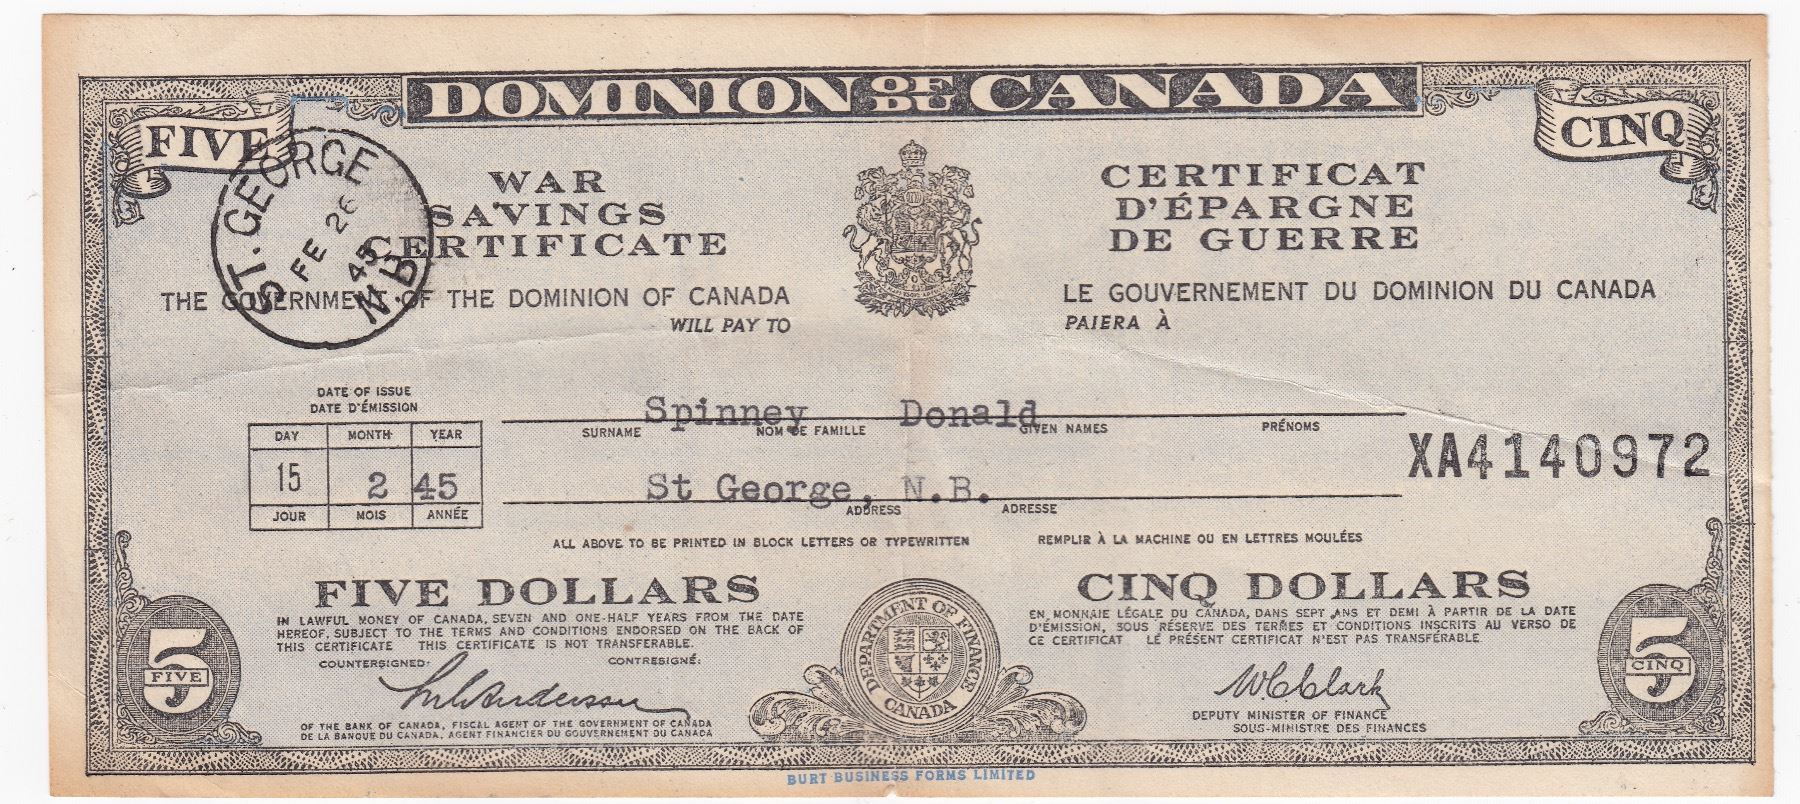 DOMINION OF DU CANADA
FIVE
CINQ
ST. GEORGE
FE 26
45
N.B.
WAR
SAVINGS
CERTIFICATE
THE GOVERNMENT OF THE DOMINION OF CANADA
WILL PAY TO
CERTIFICAT
D'ÉPARGNE
DE GUERRE
LE GOUVERNEMENT DU DOMINION DU CANADA
PAIERA À
DATE OF ISSUE
DATE D'ÉMISSION
DAY MONTH YEAR
15 2 45
JOUR MOIS ANNÉE
Spinney Donald
SURNAME NOM DE FAMILLE GIVEN NAMES PRÉNOMS
XA4140972
St George, N.B.
ADDRESS ADRESSE
ALL ABOVE TO BE PRINTED IN BLOCK LETTERS OR TYPEWRITTEN
REMPLIR À LA MACHINE OU EN LETTRES MOULÉES
FIVE DOLLARS
IN LAWFUL MONEY OF CANADA, SEVEN AND ONE-HALF YEARS FROM THE DATE
HEREOF, SUBJECT TO THE TERMS AND CONDITIONS ENDORSED ON THE BACK OF
THIS CERTIFICATE THIS CERTIFICATE IS NOT TRANSFERABLE.
COUNTERSIGNED: CONTRESIGNÉ:
OF THE BANK OF CANADA, FISCAL AGENT OF THE GOVERNMENT OF CANADA
DE LA BANQUE DU CANADA, AGENT FINANCIER DU GOUVERNEMENT DU CANADA
5
FIVE
DEPARTMENT OF FINANCE
CANADA
CINQ DOLLARS
EN MONNAIE LÉGALE DU CANADA, DANS SEPT ANS ET DEMI À PARTIR DE LA DATE
D'ÉMISSION, SOUS RÉSERVE DES TERMES ET CONDITIONS INSCRITS AU VERSO DE
CE CERTIFICAT LE PRÉSENT CERTIFICAT N'EST PAS TRANSFÉRABLE.
W C Clark
DEPUTY MINISTER OF FINANCE
SOUS-MINISTRE DES FINANCES
5
CINQ
BURT BUSINESS FORMS LIMITED